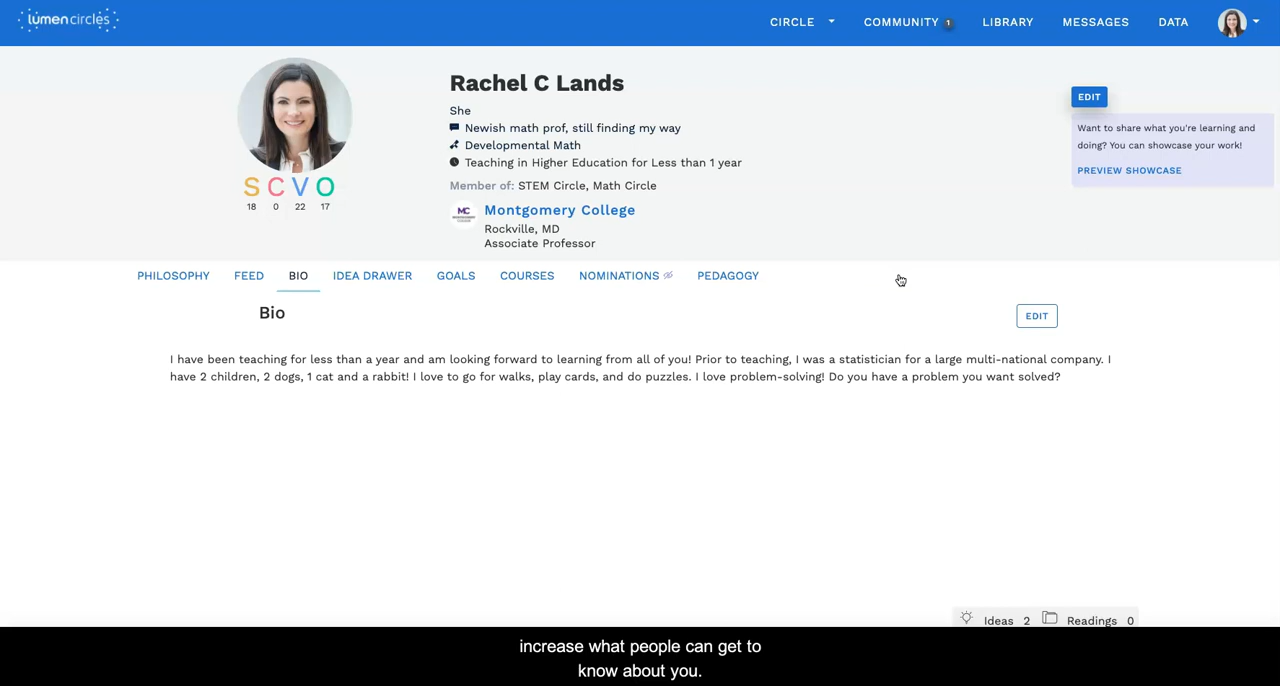 lumen circles
CIRCLE COMMUNITY 1 LIBRARY MESSAGES DATA
Rachel C Lands
She
Newish math prof, still finding my way
Developmental Math
Teaching in Higher Education for Less than 1 year
Member of: STEM Circle, Math Circle
MC
Montgomery College
Rockville, MD
Associate Professor
S C V O
18 0 22 17
EDIT
Want to share what you're learning and
doing? You can showcase your work!
PREVIEW SHOWCASE
PHILOSOPHY FEED BIO IDEA DRAWER GOALS COURSES NOMINATIONS PEDAGOGY
Bio
EDIT
I have been teaching for less than a year and am looking forward to learning from all of you! Prior to teaching, I was a statistician for a large multi-national company. I
have 2 children, 2 dogs, 1 cat and a rabbit! I love to go for walks, play cards, and do puzzles. I love problem-solving! Do you have a problem you want solved?
Ideas 2 Readings 0
increase what people can get to
know about you.